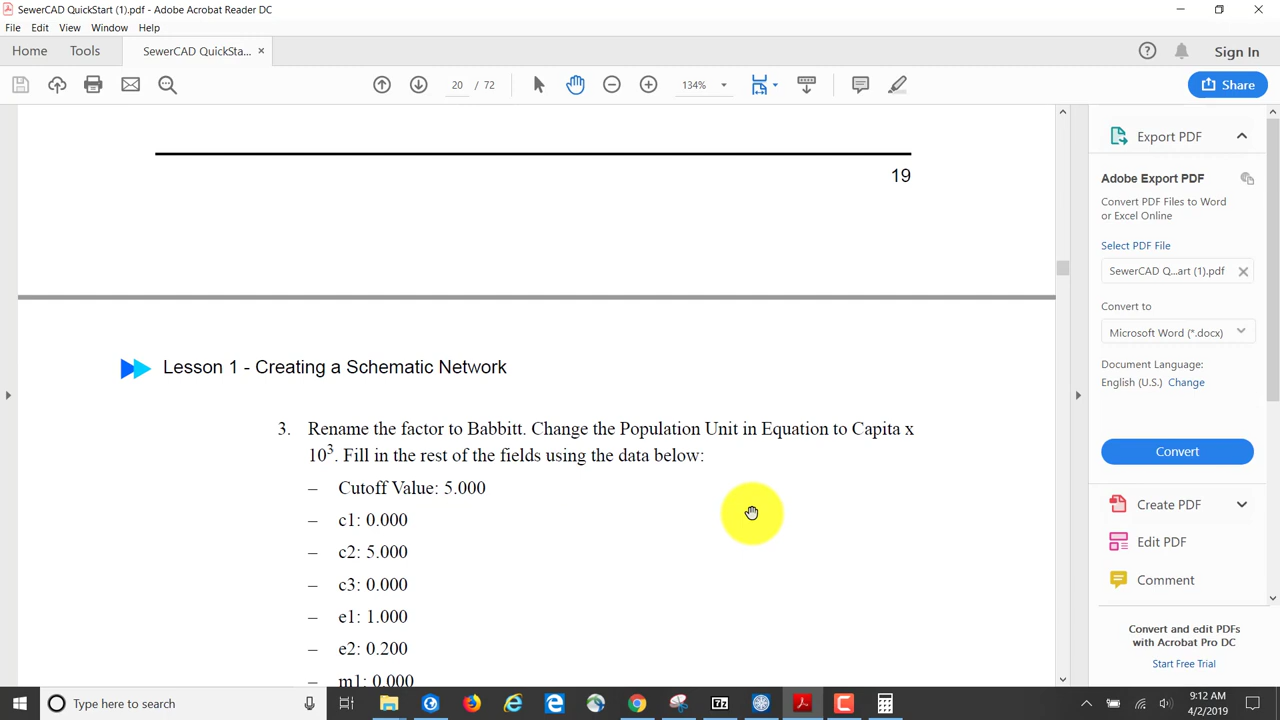 SewerCAD QuickStart (1).pdf - Adobe Acrobat Reader DC
File Edit View Window Help
Home Tools SewerCAD QuickSta... × Sign In
20 / 72 134% Share
19
Lesson 1 - Creating a Schematic Network
3. Rename the factor to Babbitt. Change the Population Unit in Equation to Capita x
10³. Fill in the rest of the fields using the data below:
– Cutoff Value: 5.000
– c1: 0.000
– c2: 5.000
– c3: 0.000
– e1: 1.000
– e2: 0.200
– m1: 0.000
Export PDF
Adobe Export PDF
Convert PDF Files to Word
or Excel Online
Select PDF File
SewerCAD Q...art (1).pdf
Convert to
Microsoft Word (*.docx)
Document Language:
English (U.S.) Change
Convert
Create PDF
Edit PDF
Comment
Convert and edit PDFs
with Acrobat Pro DC
Start Free Trial
Type here to search
7z
9:12 AM
4/2/2019